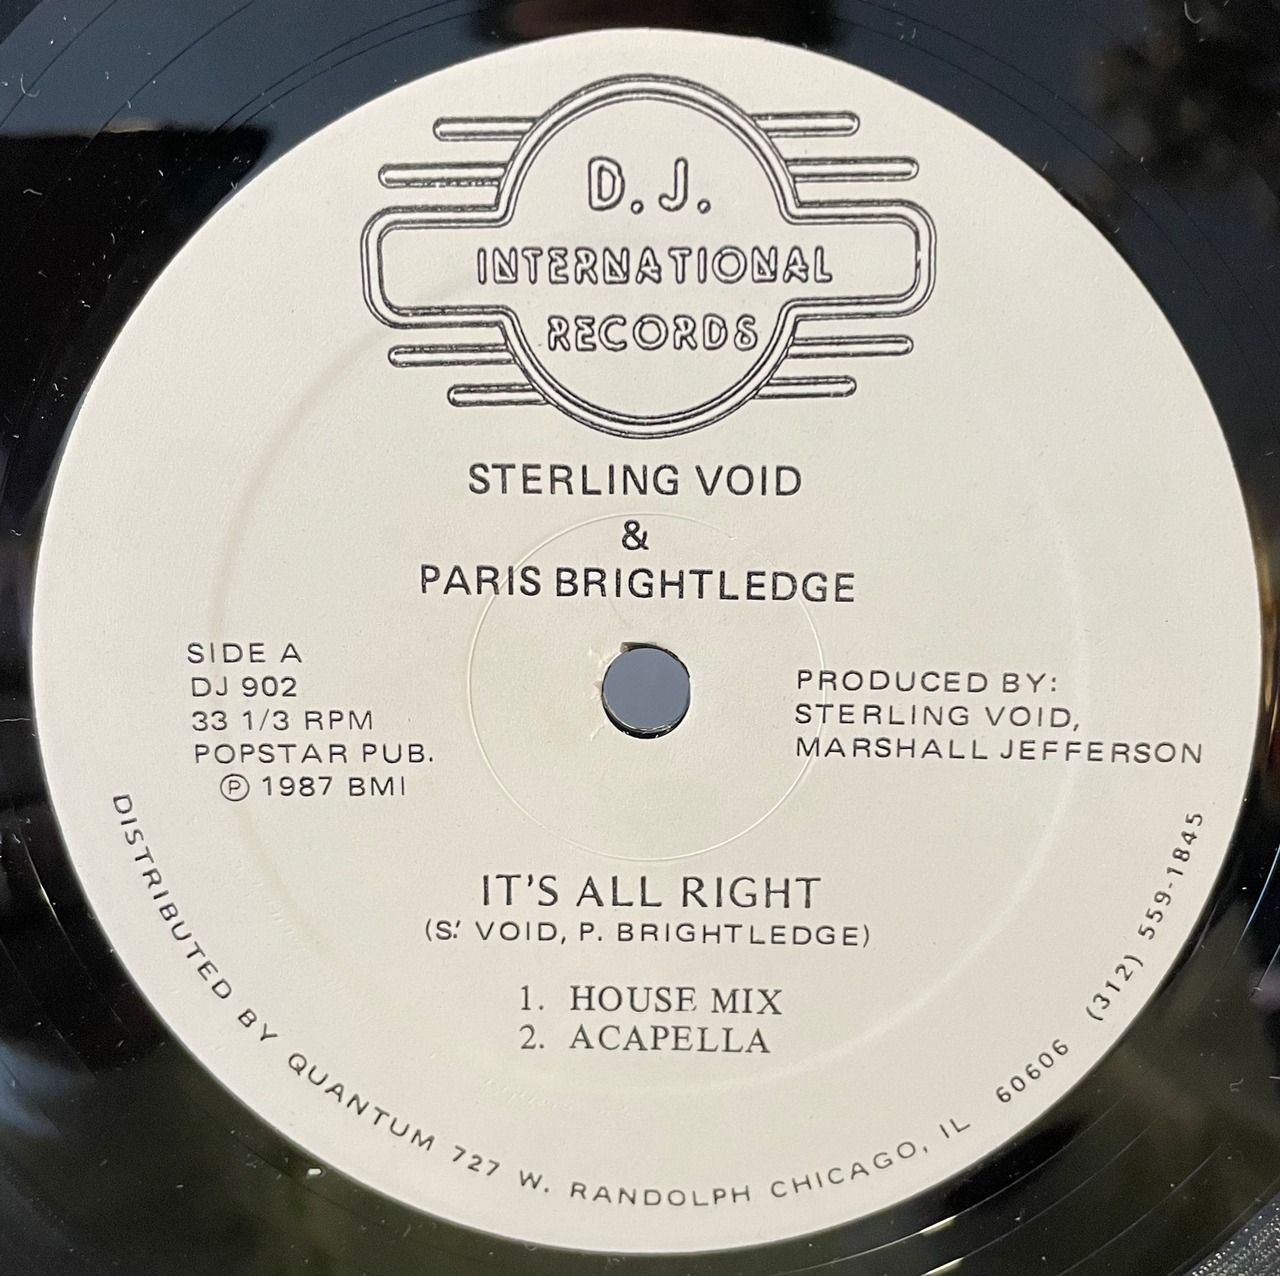 D.J.
INTERNATIONAL
RECORDS
STERLING VOID
&
PARIS BRIGHTLEDGE
SIDE A
DJ 902
33 1/3 RPM
POPSTAR PUB.
℗ 1987 BMI
PRODUCED BY:
STERLING VOID,
MARSHALL JEFFERSON
IT'S ALL RIGHT
(S.' VOID, P. BRIGHTLEDGE)
1. HOUSE MIX
2. ACAPELLA
DISTRIBUTED BY QUANTUM 727 W. RANDOLPH CHICAGO, IL 60606 (312) 559-1845